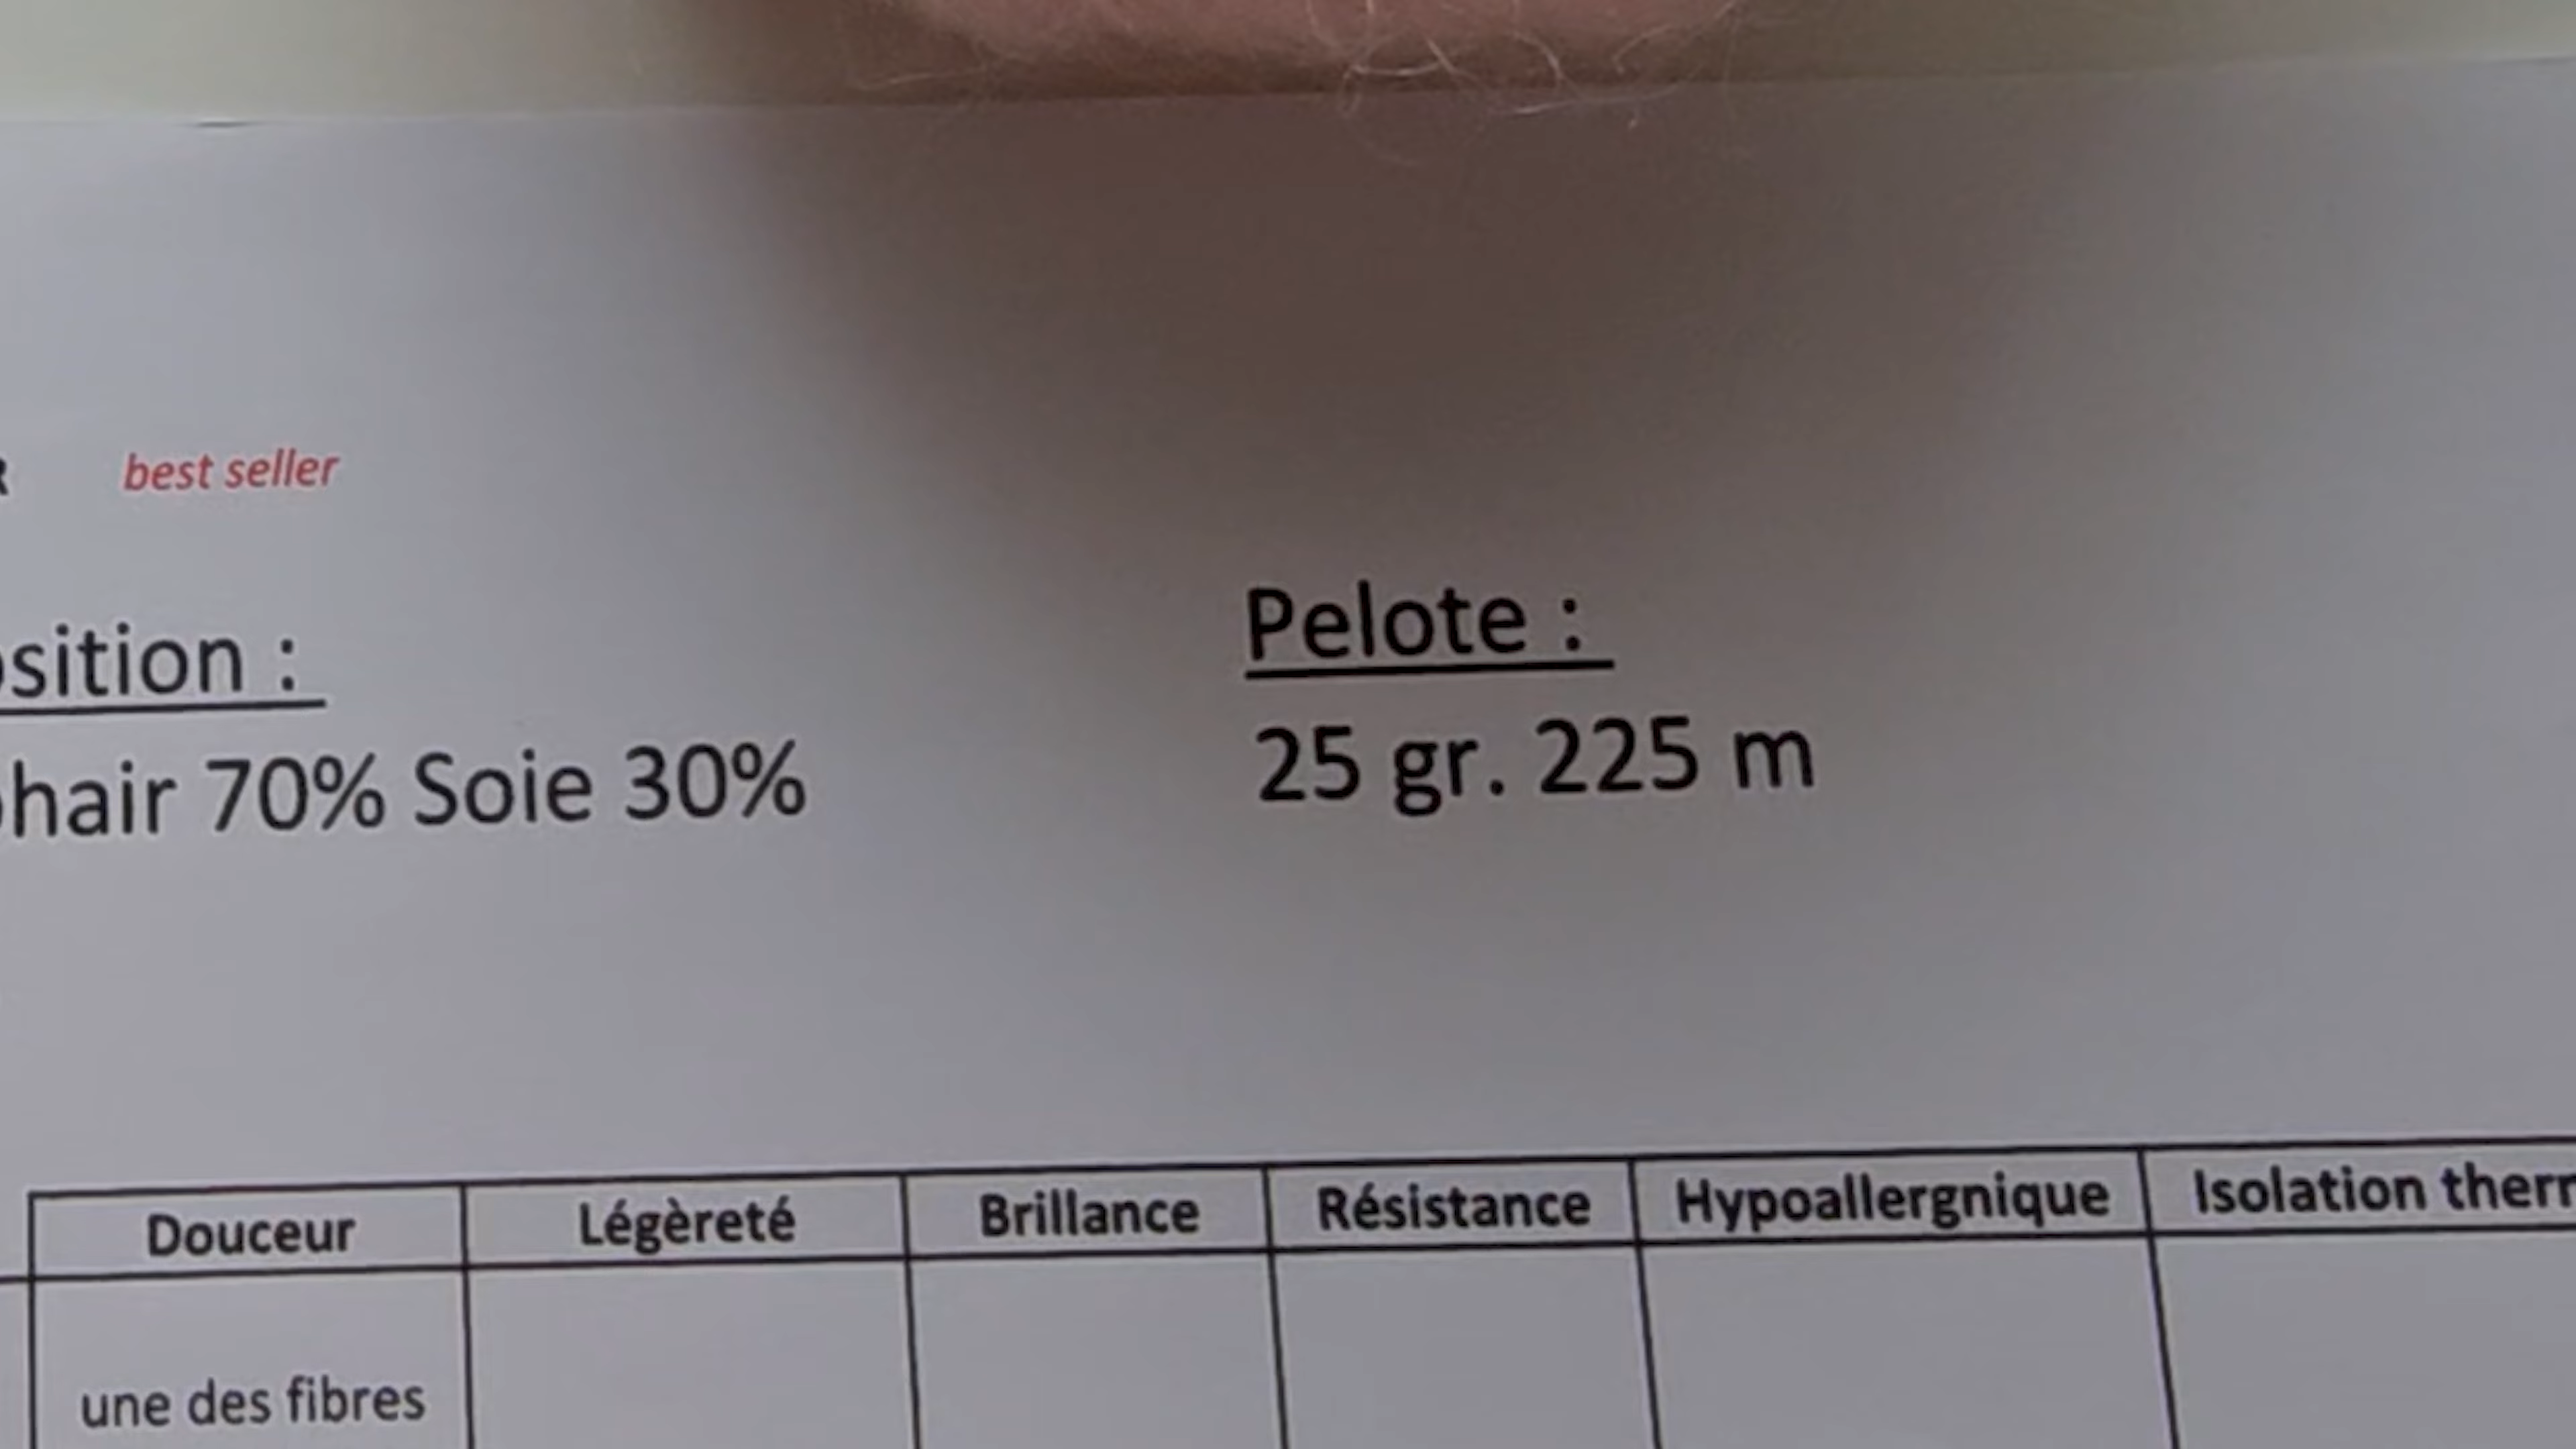 best seller
Pelote :
25 gr. 225 m
sition :
hair 70% Soie 30%
Douceur Légèreté Brillance Résistance Hypoallergnique Isolation
une des fibres